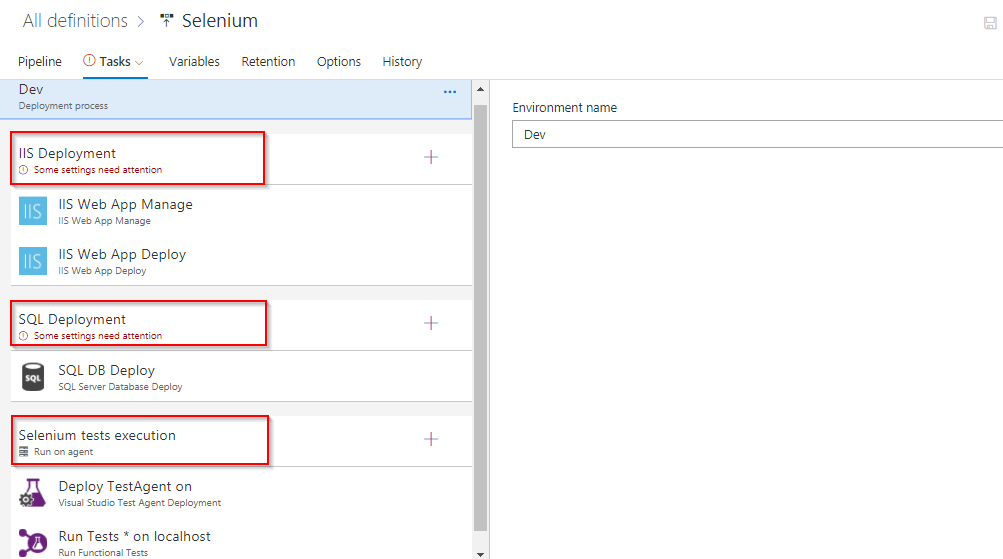 All definitions > Selenium
Pipeline Tasks Variables Retention Options History
Dev
Deployment process
Environment name
Dev
IIS Deployment
Some settings need attention
IIS
IIS Web App Manage
IIS Web App Manage
IIS
IIS Web App Deploy
IIS Web App Deploy
SQL Deployment
Some settings need attention
SQL
SQL DB Deploy
SQL Server Database Deploy
Selenium tests execution
Run on agent
Deploy TestAgent on
Visual Studio Test Agent Deployment
Run Tests * on localhost
Run Functional Tests